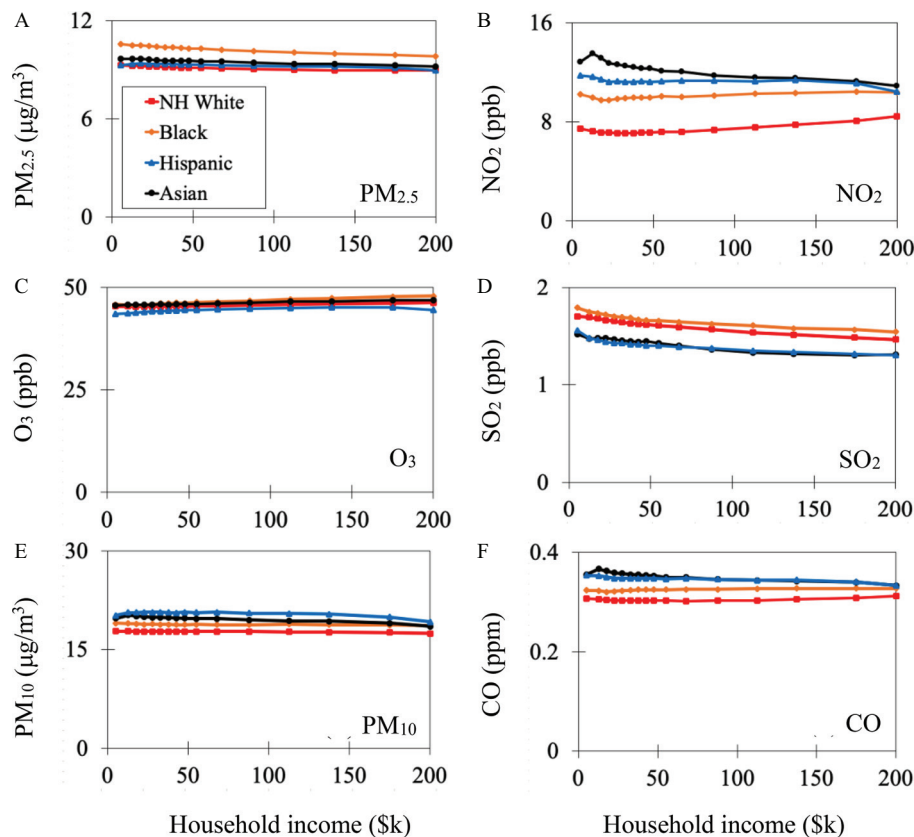 A
PM2.5 (µg/m³)
12
9
6
3
0
0 50 100 150 200
NH White
Black
Hispanic
Asian
PM2.5
B
NO2 (ppb)
16
12
8
4
0
0 50 100 150 200
NO2
C
O3 (ppb)
50
25
0
0 50 100 150 200
O3
D
SO2 (ppb)
2
1
0
0 50 100 150 200
SO2
E
PM10 (µg/m³)
30
15
0
0 50 100 150 200
PM10
Household income ($k)
F
CO (ppm)
0.4
0.2
0
0 50 100 150 200
CO
Household income ($k)